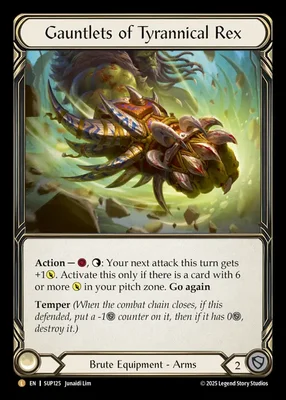 Gauntlets of Tyrannical Rex
Action — , : Your next attack this turn gets
+1 . Activate this only if there is a card with 6
or more in your pitch zone. Go again
Temper (When the combat chain closes, if this
defended, put a -1 counter on it, then if it has 0 ,
destroy it.)
Brute Equipment - Arms
2
L EN | SUP125 Junaidi Lim
© 2025 Legend Story Studios